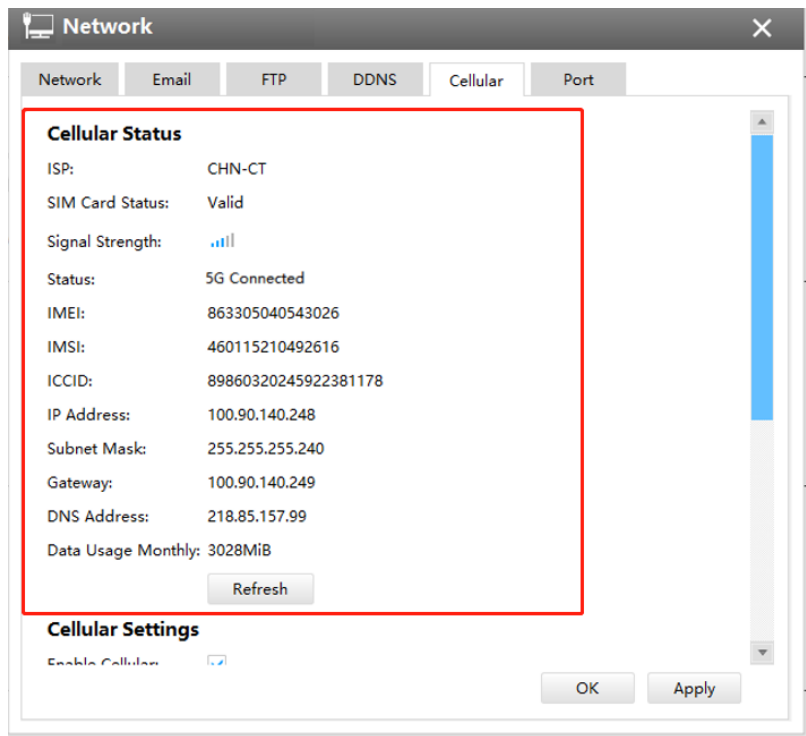 Network
Network Email FTP DDNS Cellular Port
Cellular Status
ISP: CHN-CT
SIM Card Status: Valid
Signal Strength:
Status: 5G Connected
IMEI: 863305040543026
IMSI: 460115210492616
ICCID: 89860320245922381178
IP Address: 100.90.140.248
Subnet Mask: 255.255.255.240
Gateway: 100.90.140.249
DNS Address: 218.85.157.99
Data Usage Monthly: 3028MiB
Refresh
Cellular Settings
Enable Cellular:
OK Apply